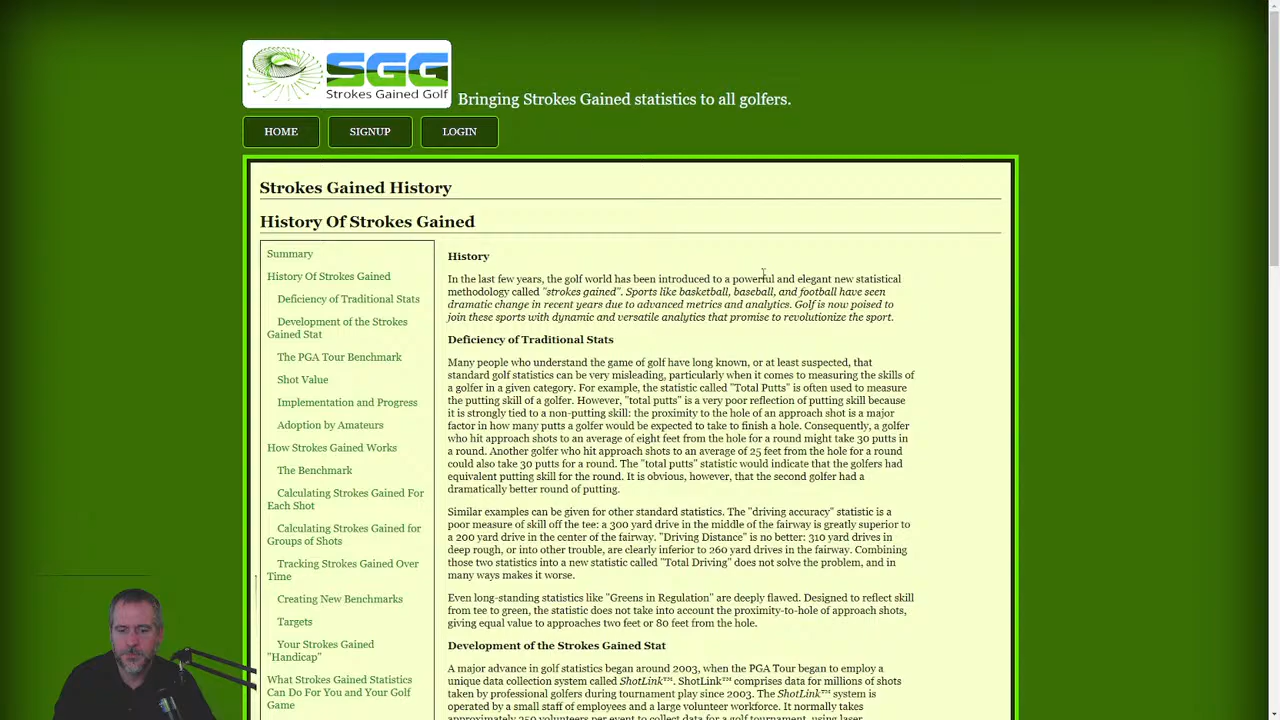 SGG
Strokes Gained Golf
Bringing Strokes Gained statistics to all golfers.
HOME
SIGNUP
LOGIN
Strokes Gained History
History Of Strokes Gained
Summary
History Of Strokes Gained
Deficiency of Traditional Stats
Development of the Strokes
Gained Stat
The PGA Tour Benchmark
Shot Value
Implementation and Progress
Adoption by Amateurs
How Strokes Gained Works
The Benchmark
Calculating Strokes Gained For
Each Shot
Calculating Strokes Gained for
Groups of Shots
Tracking Strokes Gained Over
Time
Creating New Benchmarks
Targets
Your Strokes Gained
"Handicap"
What Strokes Gained Statistics
Can Do For You and Your Golf
Game
History
In the last few years, the golf world has been introduced to a powerful and elegant new statistical
methodology called "strokes gained". Sports like basketball, baseball, and football have seen
dramatic change in recent years due to advanced metrics and analytics. Golf is now poised to
join these sports with dynamic and versatile analytics that promise to revolutionize the sport.
Deficiency of Traditional Stats
Many people who understand the game of golf have long known, or at least suspected, that
standard golf statistics can be very misleading, particularly when it comes to measuring the skills of
a golfer in a given category. For example, the statistic called "Total Putts" is often used to measure
the putting skill of a golfer. However, "total putts" is a very poor reflection of putting skill because
it is strongly tied to a non-putting skill: the proximity to the hole of an approach shot is a major
factor in how many putts a golfer would be expected to take to finish a hole. Consequently, a golfer
who hit approach shots to an average of eight feet from the hole for a round might take 30 putts in
a round. Another golfer who hit approach shots to an average of 25 feet from the hole for a round
could also take 30 putts for a round. The "total putts" statistic would indicate that the golfers had
equivalent putting skill for the round. It is obvious, however, that the second golfer had a
dramatically better round of putting.
Similar examples can be given for other standard statistics. The "driving accuracy" statistic is a
poor measure of skill off the tee: a 300 yard drive in the middle of the fairway is greatly superior to
a 200 yard drive in the center of the fairway. "Driving Distance" is no better: 310 yard drives in
deep rough, or into other trouble, are clearly inferior to 260 yard drives in the fairway. Combining
those two statistics into a new statistic called "Total Driving" does not solve the problem, and in
many ways makes it worse.
Even long-standing statistics like "Greens in Regulation" are deeply flawed. Designed to reflect skill
from tee to green, the statistic does not take into account the proximity-to-hole of approach shots,
giving equal value to approaches two feet or 80 feet from the hole.
Development of the Strokes Gained Stat
A major advance in golf statistics began around 2003, when the PGA Tour began to employ a
unique data collection system called ShotLink™. ShotLink™ comprises data for millions of shots
taken by professional golfers during tournament play since 2003. The ShotLink™ system is
operated by a small staff of employees and a large volunteer workforce. It normally takes
approximately 350 volunteers per event to collect data for a golf tournament, using laser